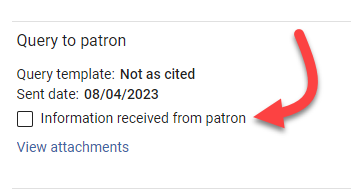 Query to patron
Query template: Not as cited
Sent date: 08/04/2023
Information received from patron
View attachments